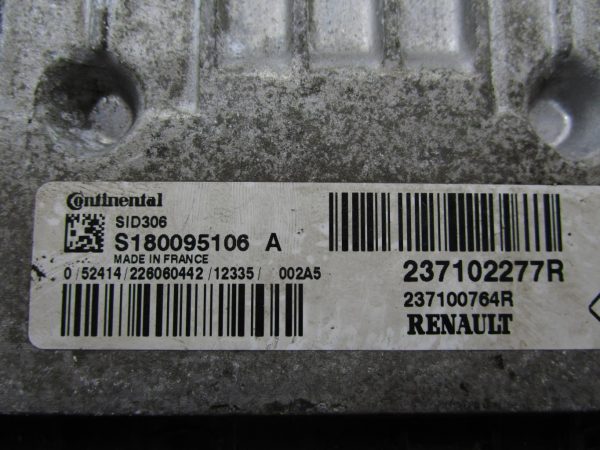 Continental
SID306
S180095106 A
MADE IN FRANCE
0/52414/226060442/12335/ 002A5
237102277R
237100764R
RENAULT